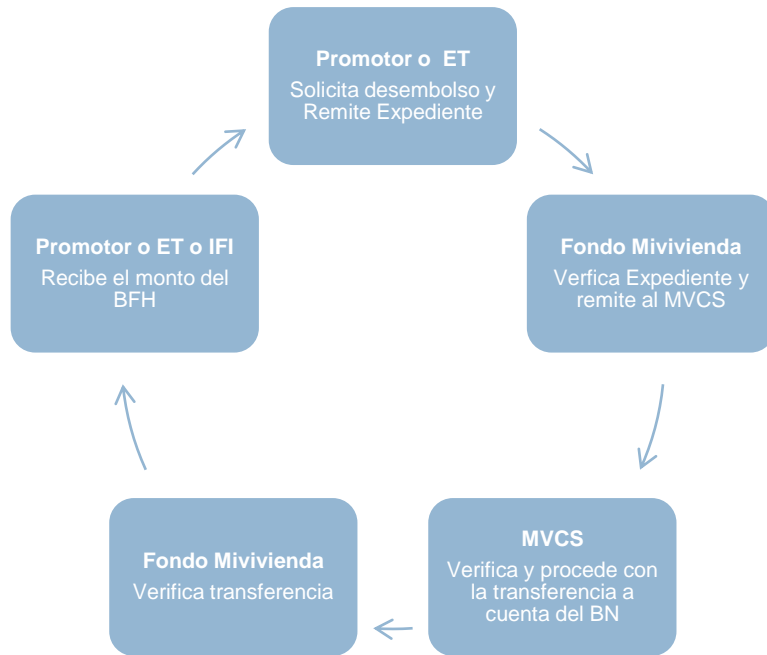 Promotor o ET
Solicita desembolso y
Remite Expediente
Fondo Mivivienda
Verfica Expediente y
remite al MVCS
MVCS
Verifica y procede con
la transferencia a
cuenta del BN
Fondo Mivivienda
Verifica transferencia
Promotor o ET o IFI
Recibe el monto del
BFH